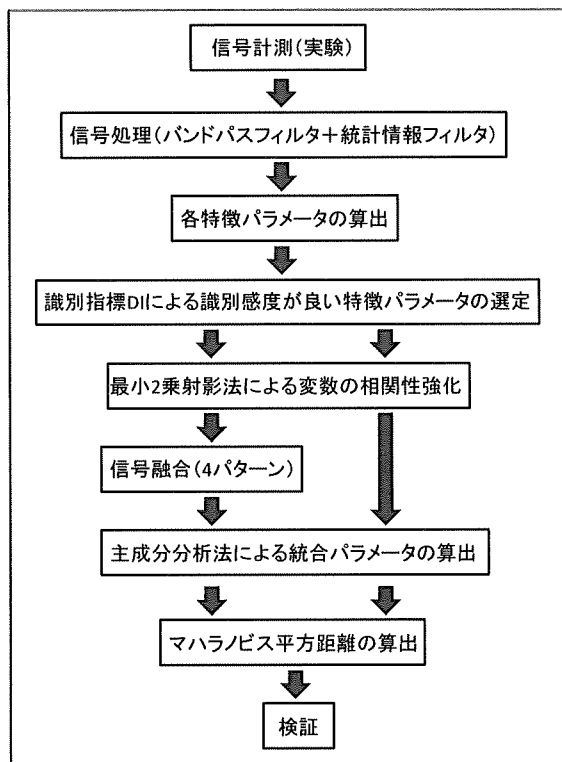 信号計測(実験)
信号処理(バンドパスフィルタ+統計情報フィルタ)
各特徴パラメータの算出
識別指標DIによる識別感度が良い特徴パラメータの選定
最小2乗射影法による変数の相関性強化
信号融合(4パターン)
主成分分析法による統合パラメータの算出
マハラノビス平方距離の算出
検証